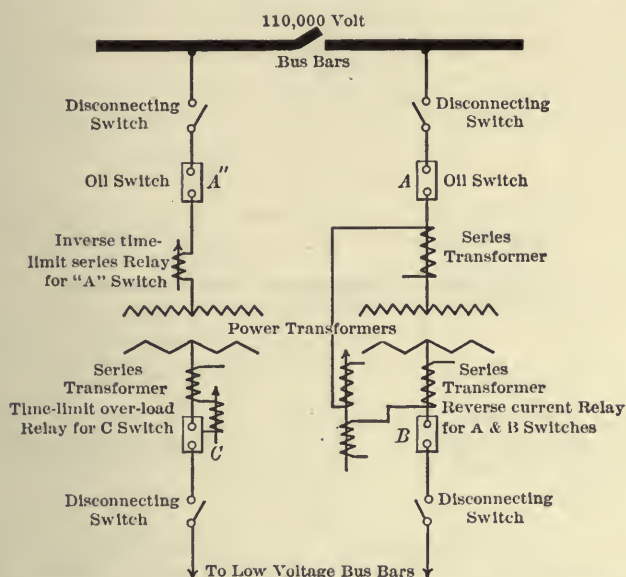 110,000 Volt
Bus Bars
Disconnecting
Switch
Disconnecting
Switch
Oil Switch
A"
A
Oil Switch
Inverse time-
limit series Relay
for "A" Switch
Series
Transformer
Power Transformers
Series
Transformer
Time-limit over-load
Relay for C Switch
C
Series
Transformer
Reverse current Relay
for A & B Switches
B
Disconnecting
Switch
Disconnecting
Switch
To Low Voltage Bus Bars